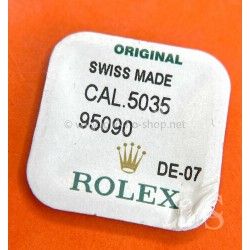 ORIGINAL
SWISS MADE
CAL.5035
95090
DE-07
ROLEX